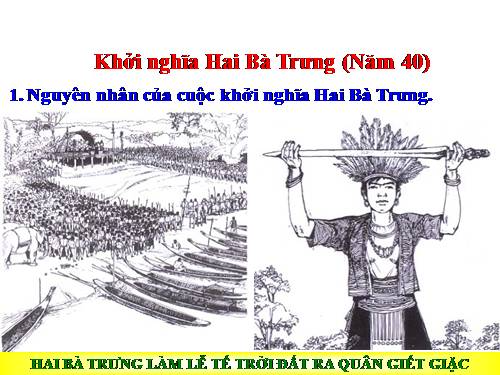 Khởi nghĩa Hai Bà Trưng (Năm 40)
1. Nguyên nhân của cuộc khởi nghĩa Hai Bà Trưng.
HAI BÀ TRƯNG LÀM LỄ TẾ TRỜI ĐẤT RA QUÂN GIẾT GIẶC